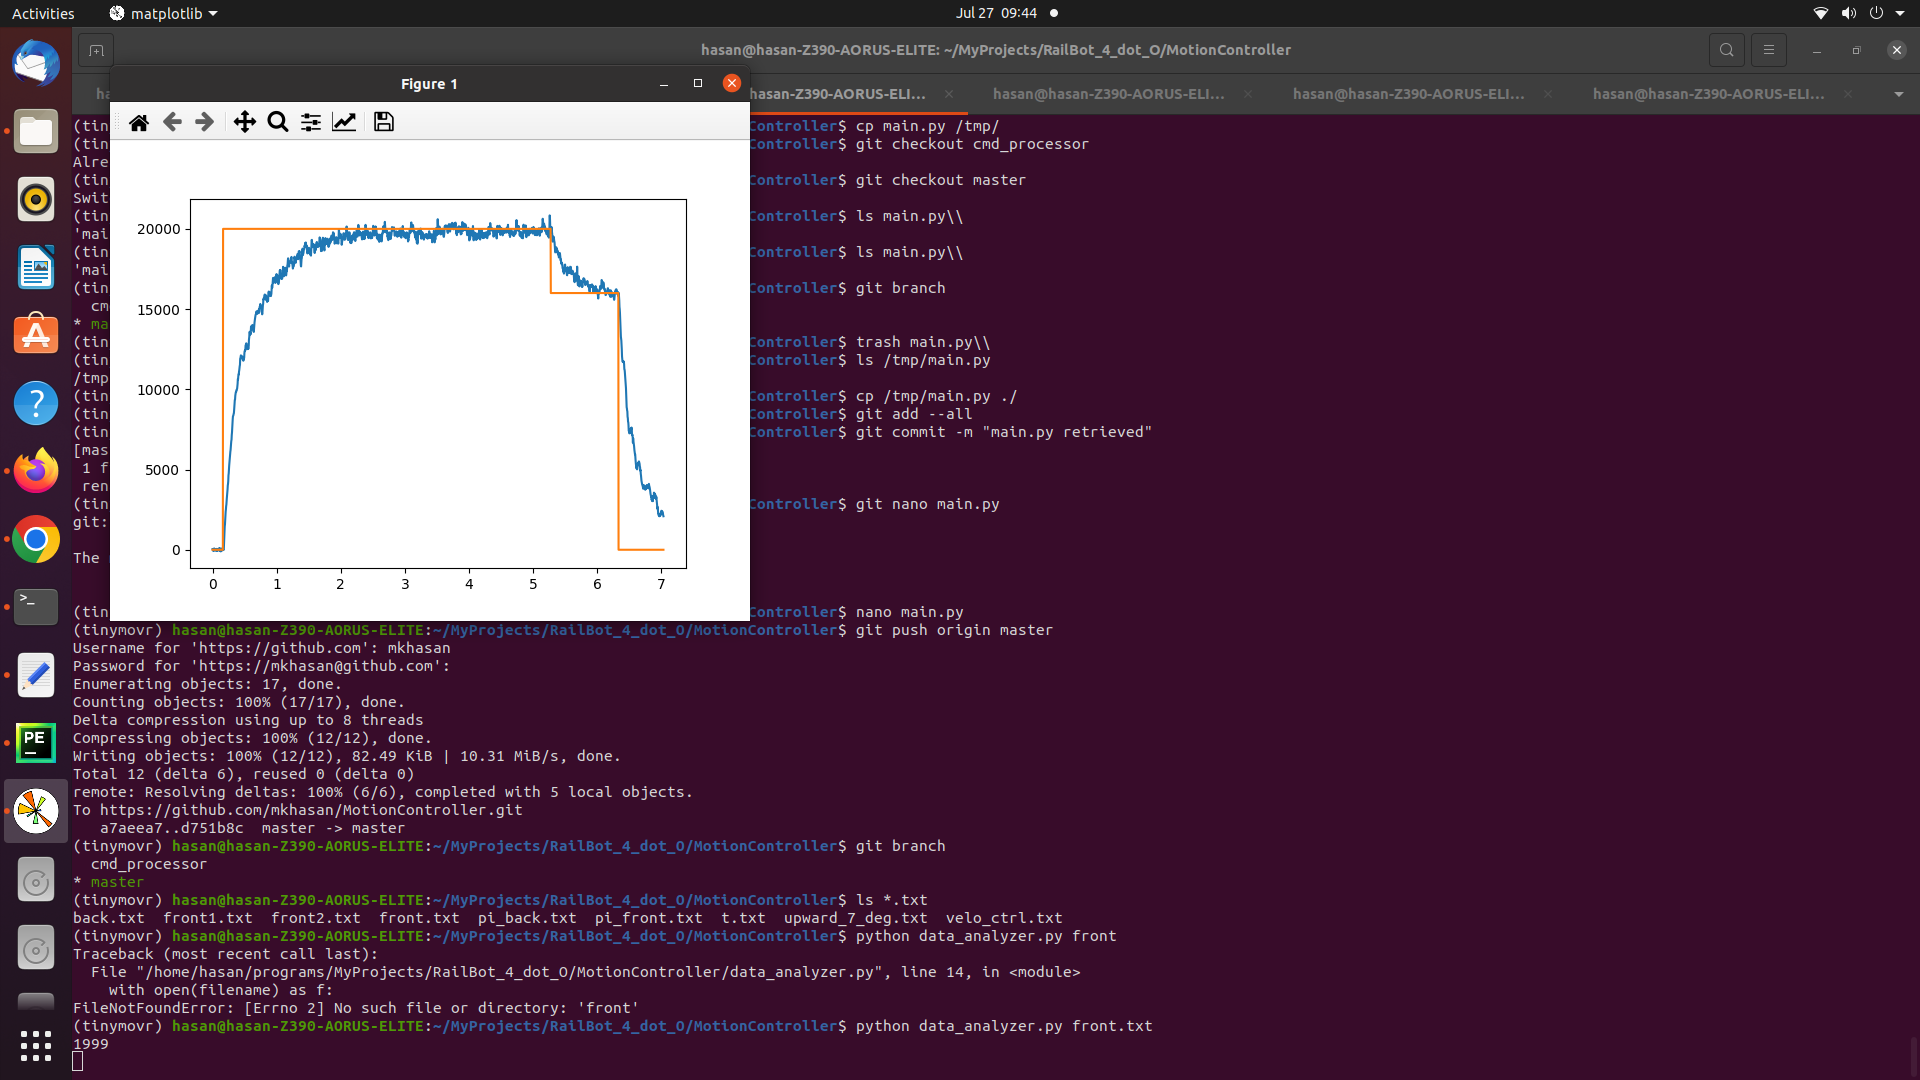 Activities
matplotlib
Jul 27 09:44
hasan@hasan-Z390-AORUS-ELITE: ~/MyProjects/RailBot_4_dot_O/MotionController
ha
hasan-Z390-AORUS-ELI...
hasan@hasan-Z390-AORUS-ELI...
hasan@hasan-Z390-AORUS-ELI...
hasan@hasan-Z390-AORUS-ELI...
Figure 1
20000
15000
10000
5000
0
0 1 2 3 4 5 6 7
(tin Controller$ cp main.py /tmp/
(tin Controller$ git checkout cmd_processor
Alre
(tin Controller$ git checkout master
Swit
(tin Controller$ ls main.py\\
'mai
(tin Controller$ ls main.py\\
'mai
(tin Controller$ git branch
cm
* ma
(tin Controller$ trash main.py\\
(tin Controller$ ls /tmp/main.py
/tmp
(tin Controller$ cp /tmp/main.py ./
(tin Controller$ git add --all
(tin Controller$ git commit -m "main.py retrieved"
[mas
1 f
ren
(tin Controller$ git nano main.py
git:
The
(tin Controller$ nano main.py
(tinymovr) hasan@hasan-Z390-AORUS-ELITE:~/MyProjects/RailBot_4_dot_O/MotionController$ git push origin master
Username for 'https://github.com': mkhasan
Password for 'https://mkhasan@github.com':
Enumerating objects: 17, done.
Counting objects: 100% (17/17), done.
Delta compression using up to 8 threads
Compressing objects: 100% (12/12), done.
Writing objects: 100% (12/12), 82.49 KiB | 10.31 MiB/s, done.
Total 12 (delta 6), reused 0 (delta 0)
remote: Resolving deltas: 100% (6/6), completed with 5 local objects.
To https://github.com/mkhasan/MotionController.git
a7aeea7..d751b8c master -> master
(tinymovr) hasan@hasan-Z390-AORUS-ELITE:~/MyProjects/RailBot_4_dot_O/MotionController$ git branch
cmd_processor
* master
(tinymovr) hasan@hasan-Z390-AORUS-ELITE:~/MyProjects/RailBot_4_dot_O/MotionController$ ls *.txt
back.txt front1.txt front2.txt front.txt pi_back.txt pi_front.txt t.txt upward_7_deg.txt velo_ctrl.txt
(tinymovr) hasan@hasan-Z390-AORUS-ELITE:~/MyProjects/RailBot_4_dot_O/MotionController$ python data_analyzer.py front
Traceback (most recent call last):
File "/home/hasan/programs/MyProjects/RailBot_4_dot_O/MotionController/data_analyzer.py", line 14, in <module>
with open(filename) as f:
FileNotFoundError: [Errno 2] No such file or directory: 'front'
(tinymovr) hasan@hasan-Z390-AORUS-ELITE:~/MyProjects/RailBot_4_dot_O/MotionController$ python data_analyzer.py front.txt
1999
PE